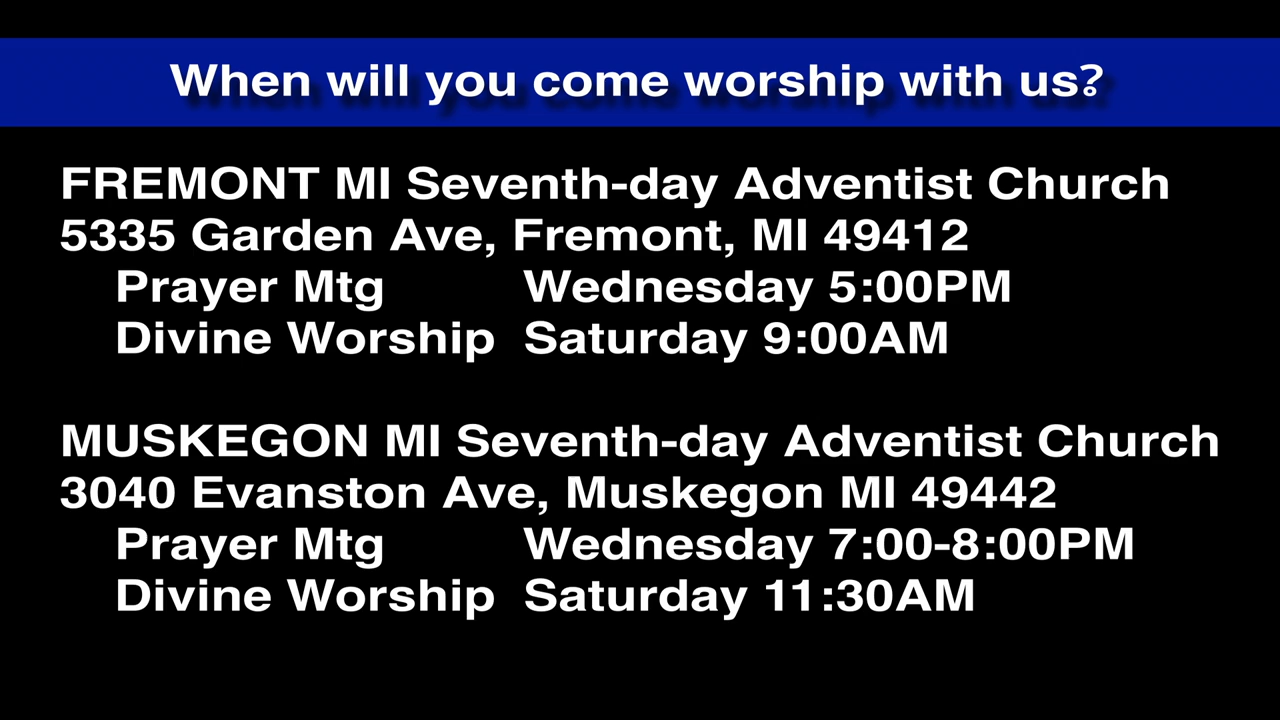 When will you come worship with us?
FREMONT MI Seventh-day Adventist Church
5335 Garden Ave, Fremont, MI 49412
Prayer Mtg Wednesday 5:00PM
Divine Worship Saturday 9:00AM
MUSKEGON MI Seventh-day Adventist Church
3040 Evanston Ave, Muskegon MI 49442
Prayer Mtg Wednesday 7:00-8:00PM
Divine Worship Saturday 11:30AM